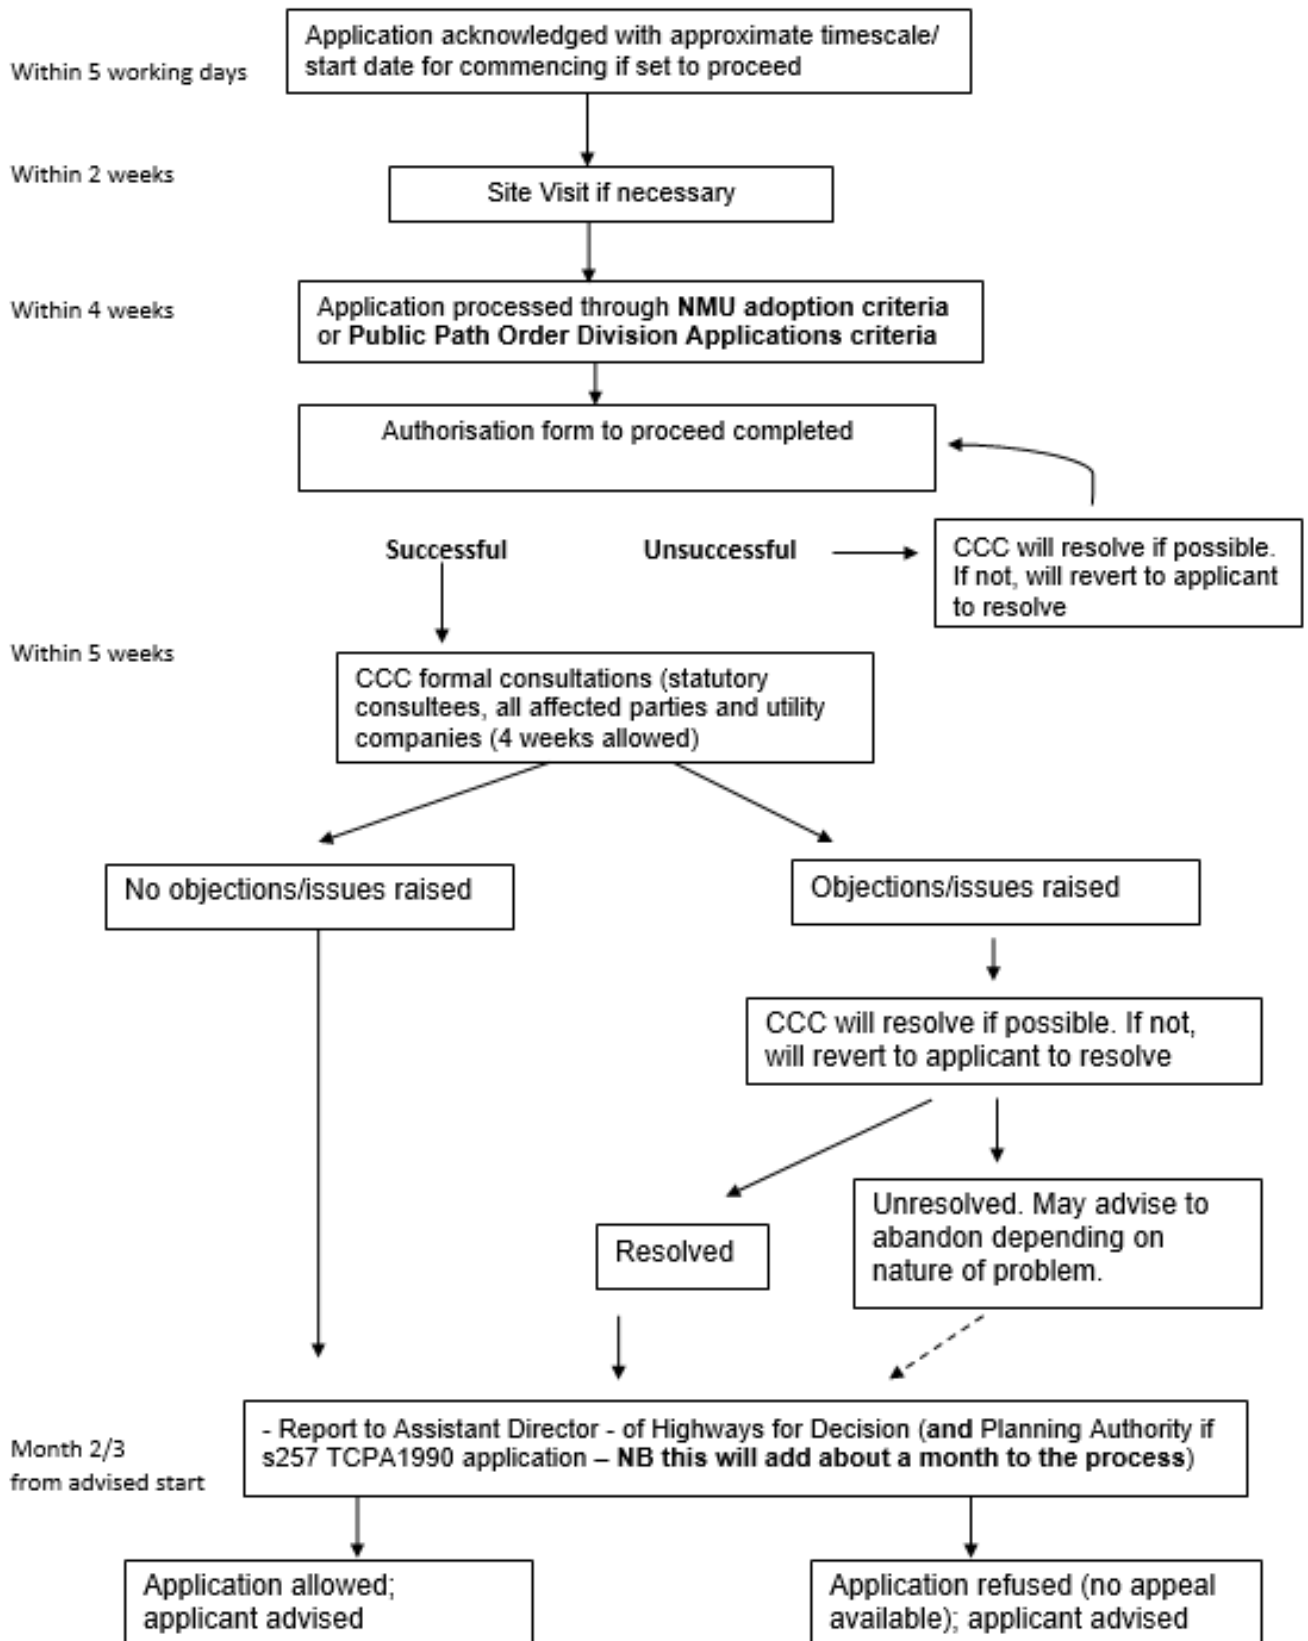 Application acknowledged with approximate timescale/
start date for commencing if set to proceed
Within 5 working days
Within 2 weeks
Site Visit if necessary
Within 4 weeks
Application processed through NMU adoption criteria
or Public Path Order Division Applications criteria
Authorisation form to proceed completed
Successful
Unsuccessful
CCC will resolve if possible.
If not, will revert to applicant
to resolve
Within 5 weeks
CCC formal consultations (statutory
consultees, all affected parties and utility
companies (4 weeks allowed)
No objections/issues raised
Objections/issues raised
CCC will resolve if possible. If not,
will revert to applicant to resolve
Resolved
Unresolved. May advise to
abandon depending on
nature of problem.
Month 2/3
from advised start
- Report to Assistant Director - of Highways for Decision (and Planning Authority if
s257 TCPA1990 application – NB this will add about a month to the process)
Application allowed;
applicant advised
Application refused (no appeal
available); applicant advised